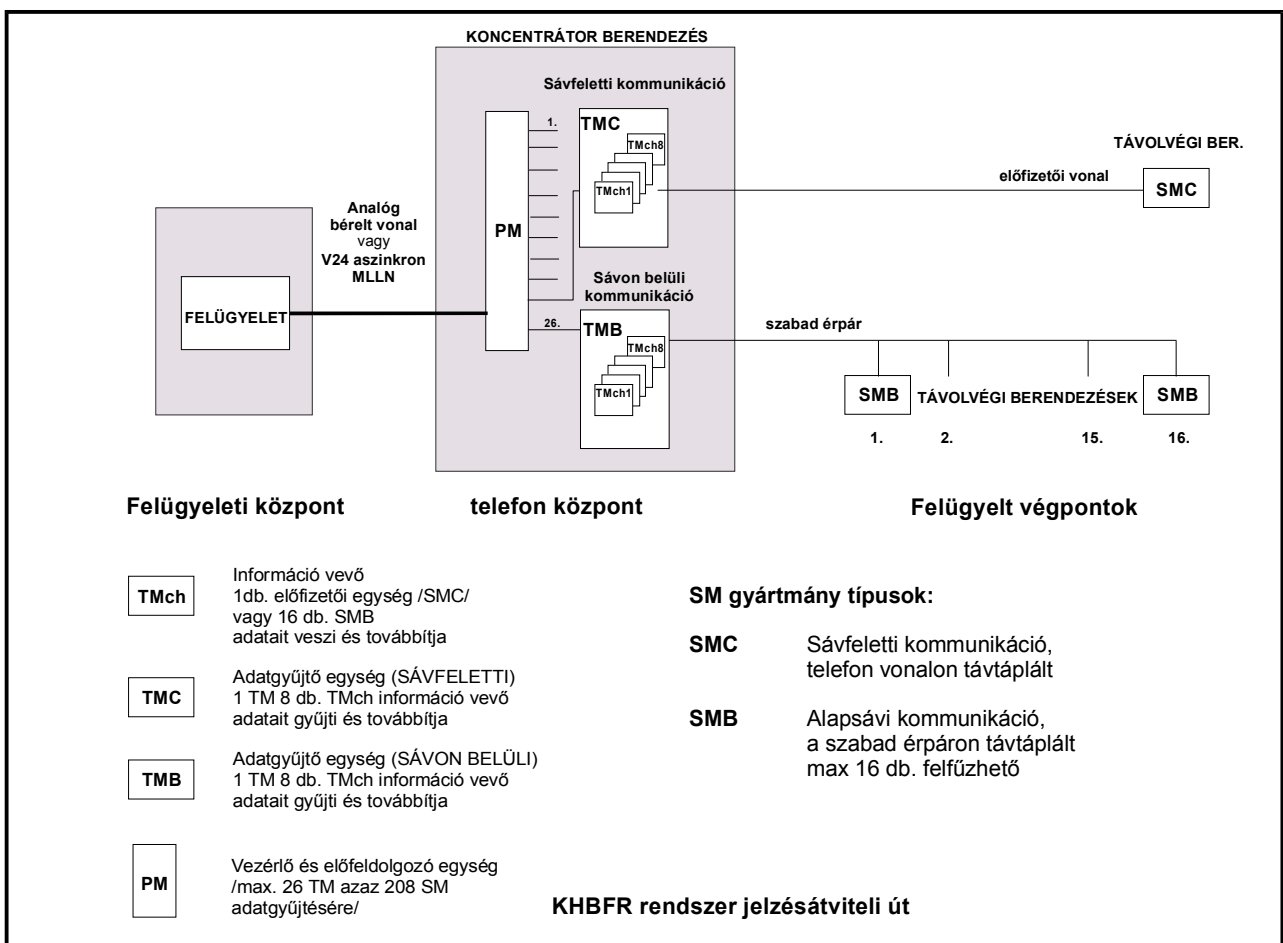 KONCENTRÁTOR BERENDEZÉS
Sávfeletti kommunikáció
1.
TMC
TMch8
TMch1
TÁVOLVÉGI BER.
előfizetői vonal
SMC
Analóg
bérelt vonal
vagy
V24 aszinkron
MLLN
PM
FELÜGYELET
Sávon belüli
kommunikáció
26.
TMB
TMch8
TMch1
szabad érpár
SMB
TÁVOLVÉGI BERENDEZÉSEK
SMB
1.
2.
15.
16.
Felügyeleti központ
telefon központ
Felügyelt végpontok
TMch
Információ vevő
1db. előfizetői egység /SMC/
vagy 16 db. SMB
adatait veszi és továbbítja
TMC
Adatgyűjtő egység (SÁVFELETTI)
1 TM 8 db. TMch információ vevő
adatait gyűjti és továbbítja
TMB
Adatgyűjtő egység (SÁVON BELÜLI)
1 TM 8 db. TMch információ vevő
adatait gyűjti és továbbítja
PM
Vezérlő és előfeldolgozó egység
/max. 26 TM azaz 208 SM
adatgyűjtésére/
SM gyártmány típusok:
SMC
Sávfeletti kommunikáció,
telefon vonalon távtáplált
SMB
Alapsávi kommunikáció,
a szabad érpáron távtáplált
max 16 db. felfűzhető
KHBFR rendszer jelzésátviteli út